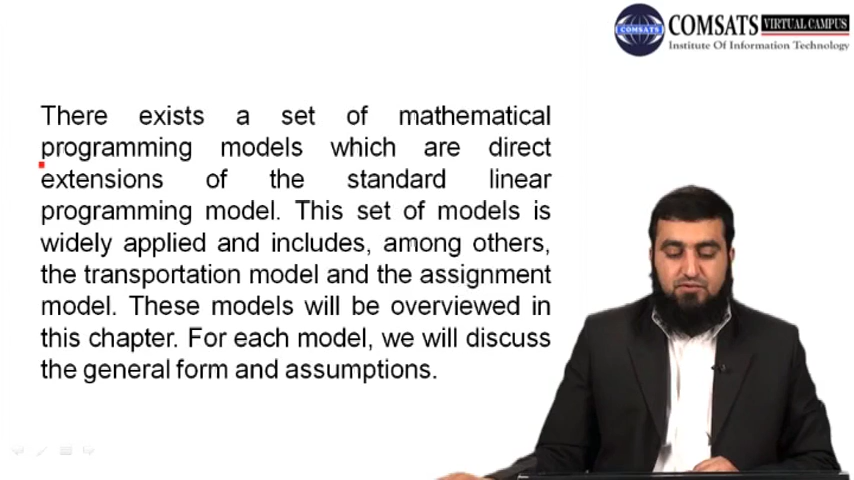 COMSATS VIRTUAL CAMPUS
COMSATS
Institute Of Information Technology
There exists a set of mathematical
programming models which are direct
extensions of the standard linear
programming model. This set of models is
widely applied and includes, among others,
the transportation model and the assignment
model. These models will be overviewed in
this chapter. For each model, we will discuss
the general form and assumptions.